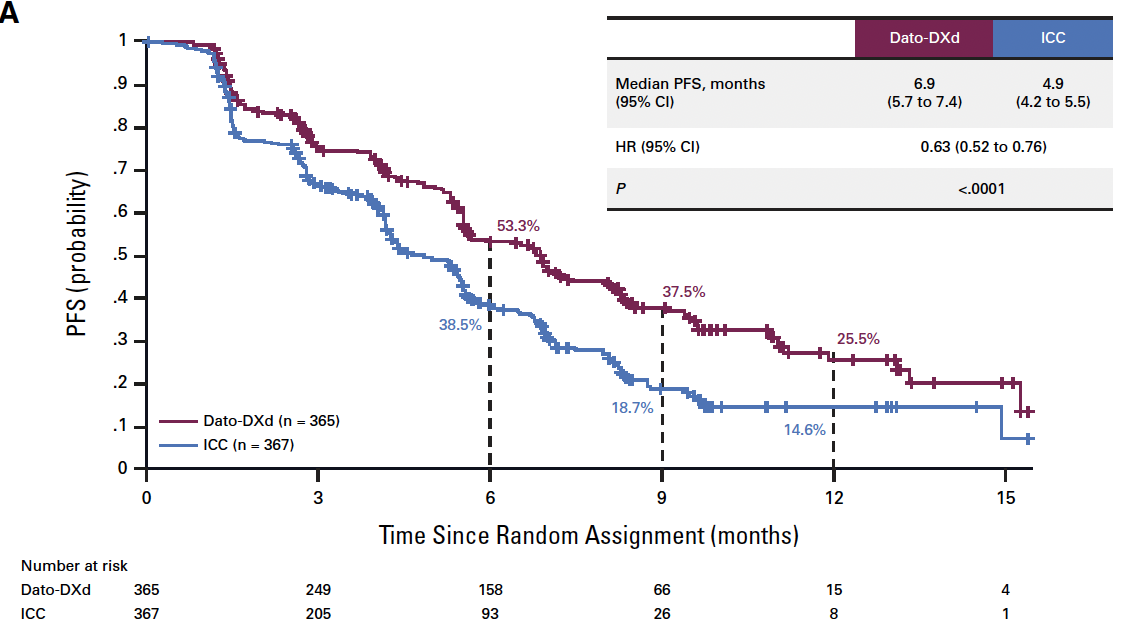 A
Dato-DXd ICC
Median PFS, months 6.9 4.9
(95% CI) (5.7 to 7.4) (4.2 to 5.5)
HR (95% CI) 0.63 (0.52 to 0.76)
P <.0001
PFS (probability)
1
.9
.8
.7
.6
.5
.4
.3
.2
.1
0
53.3%
37.5%
38.5%
25.5%
18.7%
14.6%
Dato-DXd (n = 365)
ICC (n = 367)
0 3 6 9 12 15
Time Since Random Assignment (months)
Number at risk
Dato-DXd 365 249 158 66 15 4
ICC 367 205 93 26 8 1